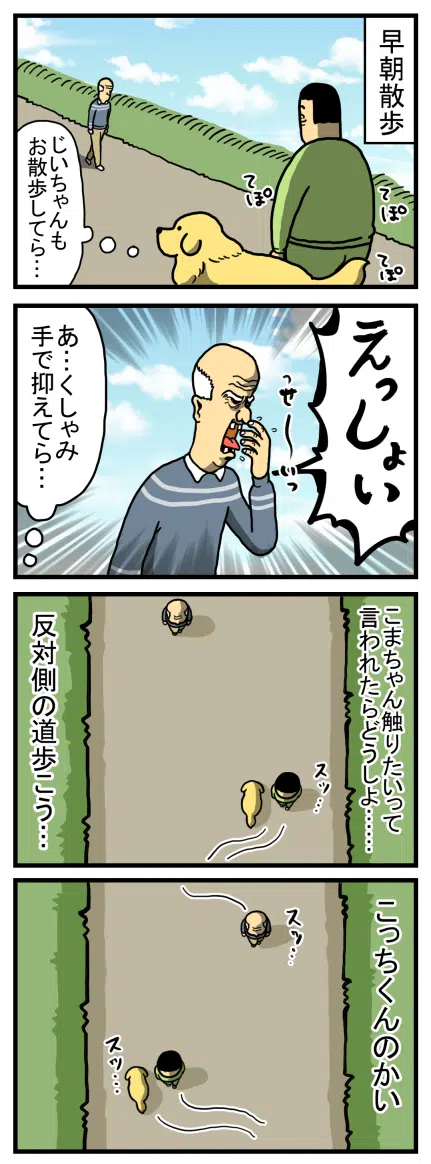 早朝散歩
てぽ
てぽ
てぽ
じいちゃんも
お散歩してら…
えっしょい
っせ〜いっ
あ…くしゃみ
手で抑えてら…
こまちゃん触りたいって
言われたらどうしよ……
スッ…
反対側の道歩こう…
こっちくんのかい
スッ…
スッ…